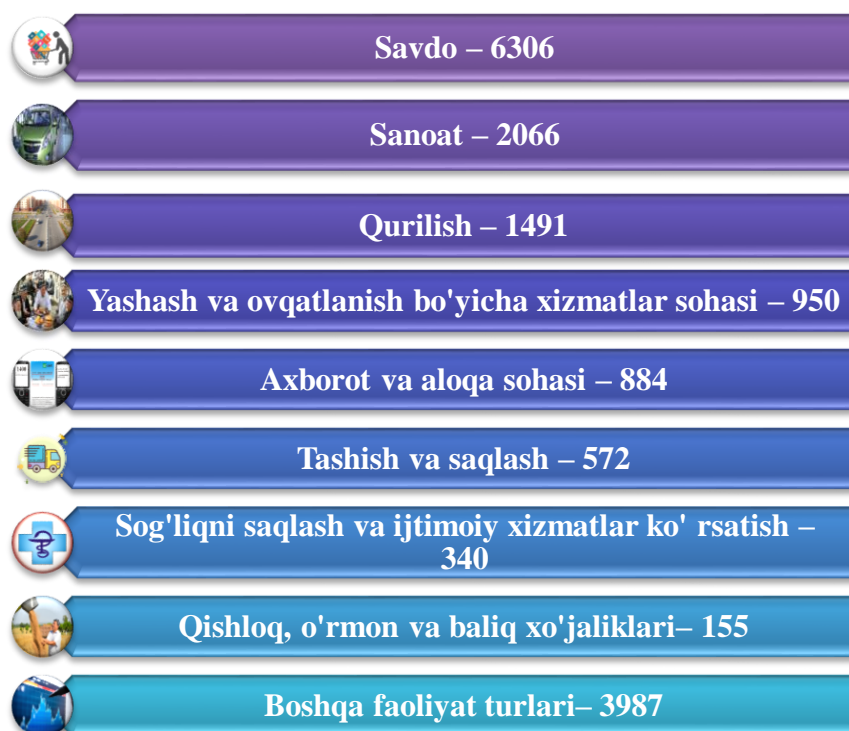 Savdo – 6306
Sanoat – 2066
Qurilish – 1491
Yashash va ovqatlanish bo'yicha xizmatlar sohasi – 950
Axborot va aloqa sohasi – 884
Tashish va saqlash – 572
Sog'liqni saqlash va ijtimoiy xizmatlar ko' rsatish –
340
Qishloq, o'rmon va baliq xo'jaliklari– 155
Boshqa faoliyat turlari– 3987